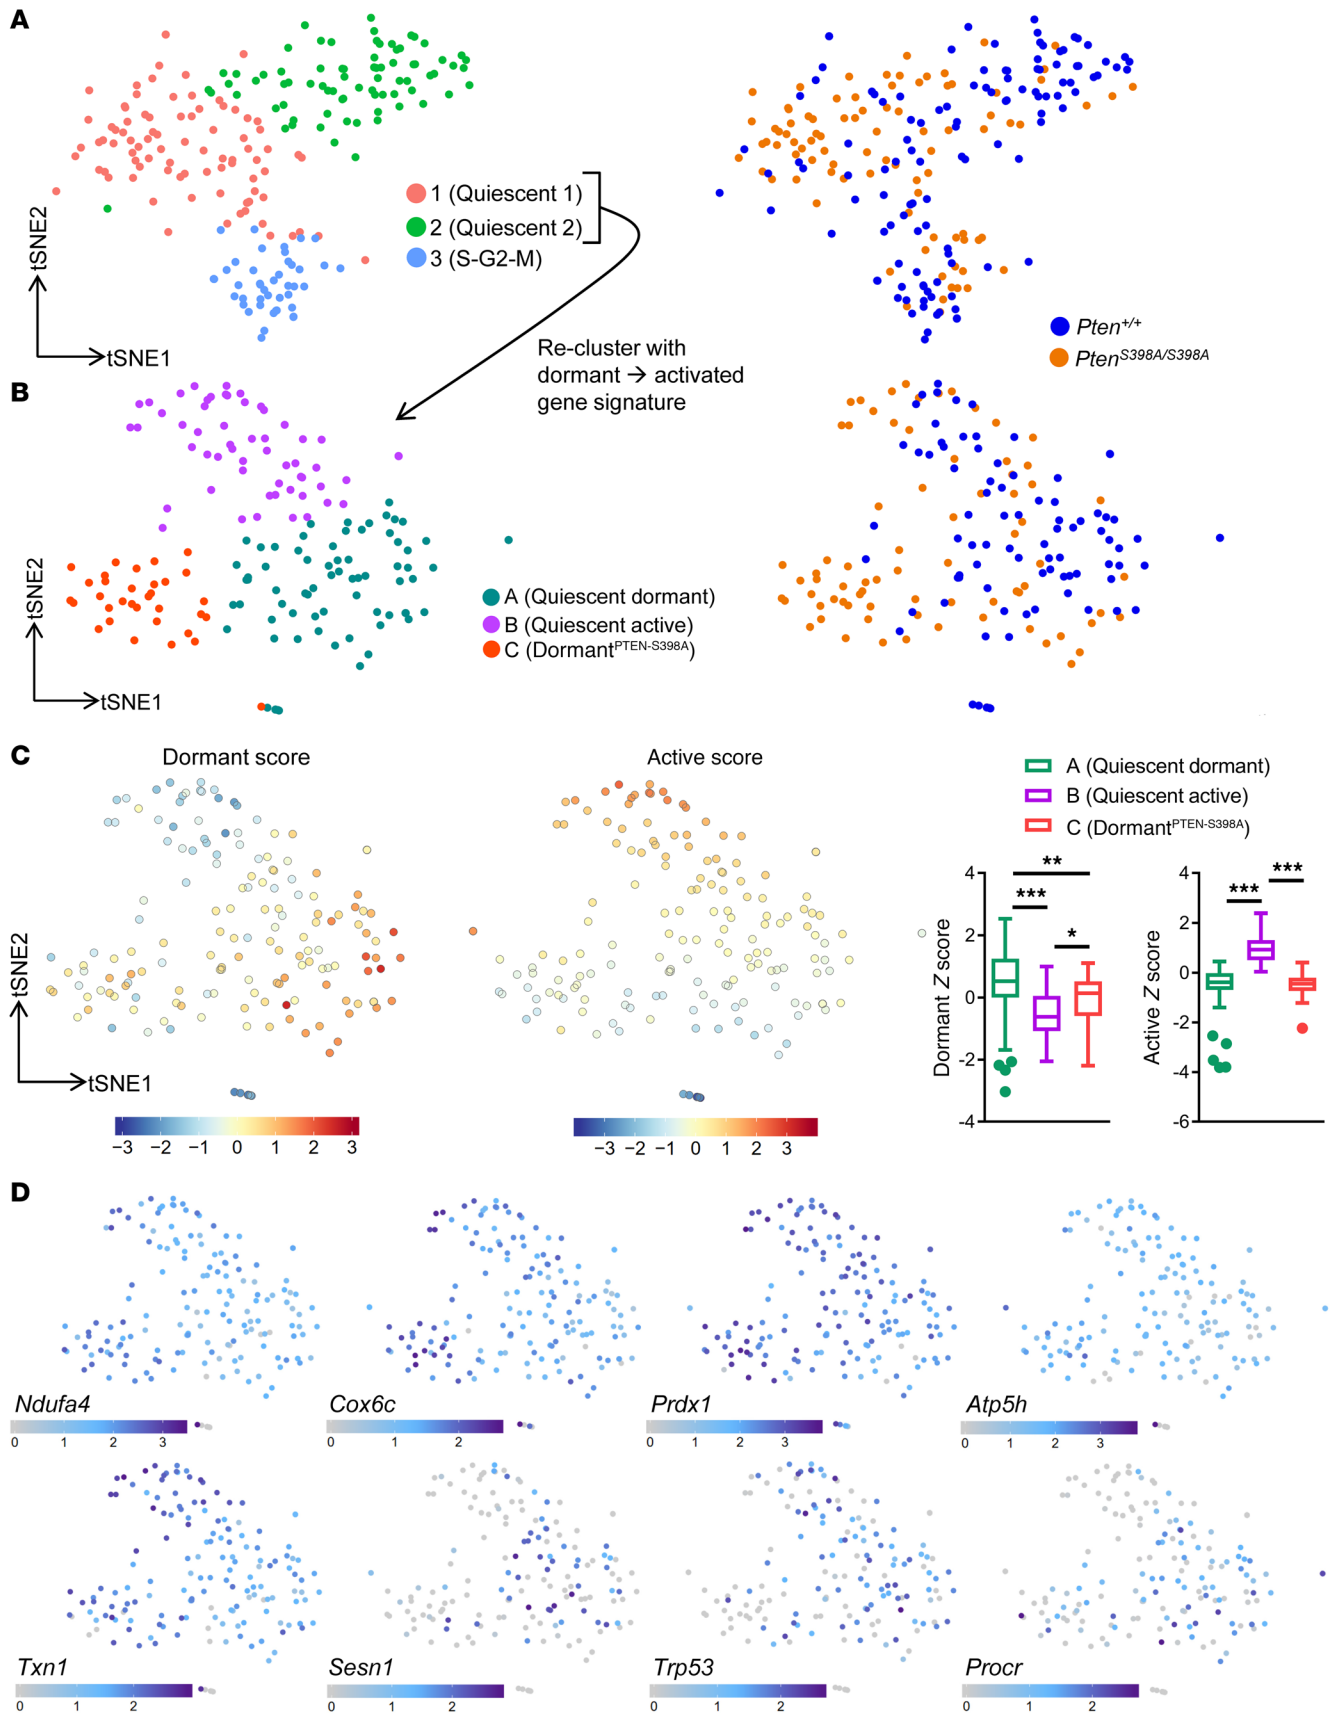 A
1 (Quiescent 1)
2 (Quiescent 2)
3 (S-G2-M)
tSNE2
tSNE1
Pten+/+
PtenS398A/S398A
Re-cluster with
dormant → activated
gene signature
B
A (Quiescent dormant)
B (Quiescent active)
C (DormantPTEN-S398A)
tSNE2
tSNE1
C
Dormant score
Active score
A (Quiescent dormant)
B (Quiescent active)
C (DormantPTEN-S398A)
tSNE2
tSNE1
−3 −2 −1 0 1 2 3
−3 −2 −1 0 1 2 3
Dormant Z score
4
2
0
-2
-4
**
***
*
Active Z score
4
2
0
-2
-4
-6
***
***
D
Ndufa4
0 1 2 3
Cox6c
0 1 2
Prdx1
0 1 2 3
Atp5h
0 1 2 3
Txn1
0 1 2
Sesn1
0 1 2
Trp53
0 1 2
Procr
0 1 2